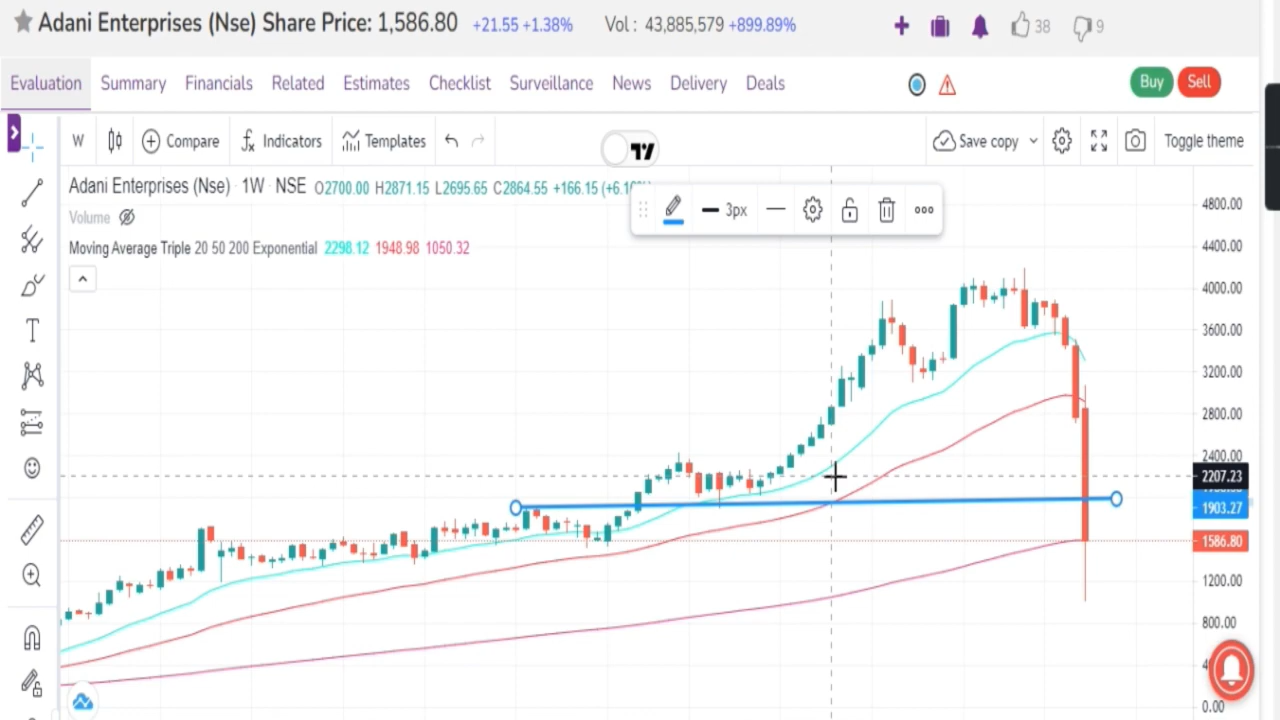 Adani Enterprises (Nse) Share Price: 1,586.80 +21.55 +1.38% Vol : 43,885,579 +899.89% 38 9
Evaluation Summary Financials Related Estimates Checklist Surveillance News Delivery Deals Buy Sell
W Compare Indicators Templates Save copy Toggle theme
Adani Enterprises (Nse) 1W NSE O2700.00 H2871.15 L2695.65 C2864.55 +166.15
Volume
3px
Moving Average Triple 20 50 200 Exponential 2298.12 1948.98 1050.32
4800.00
4400.00
4000.00
3600.00
3200.00
2800.00
2400.00
2207.23
1903.27
1586.80
1200.00
800.00
0.00